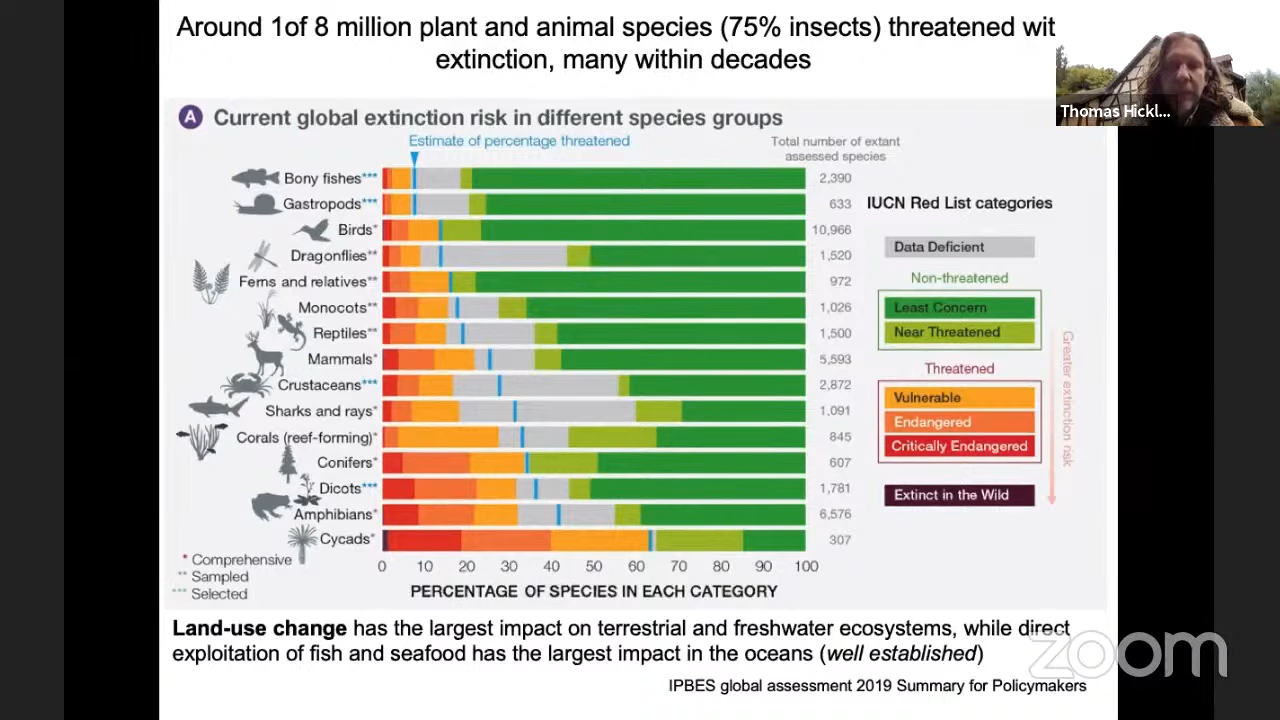 Around 1of 8 million plant and animal species (75% insects) threatened wit
extinction, many within decades
Thomas Hickl...
A Current global extinction risk in different species groups
Estimate of percentage threatened
Total number of extant
assessed species
Bony fishes*** 2,390
Gastropods*** 633
Birds* 10,966
Dragonflies** 1,520
Ferns and relatives** 972
Monocots** 1,026
Reptiles** 1,500
Mammals* 5,593
Crustaceans*** 2,872
Sharks and rays* 1,091
Corals (reef-forming)* 845
Conifers* 607
Dicots*** 1,781
Amphibians* 6,576
Cycads* 307
0 10 20 30 40 50 60 70 80 90 100
PERCENTAGE OF SPECIES IN EACH CATEGORY
* Comprehensive
** Sampled
*** Selected
IUCN Red List categories
Data Deficient
Non-threatened
Least Concern
Near Threatened
Threatened
Vulnerable
Endangered
Critically Endangered
Extinct in the Wild
Greater extinction risk
Land-use change has the largest impact on terrestrial and freshwater ecosystems, while direct
exploitation of fish and seafood has the largest impact in the oceans (well established)
IPBES global assessment 2019 Summary for Policymakers
zoom